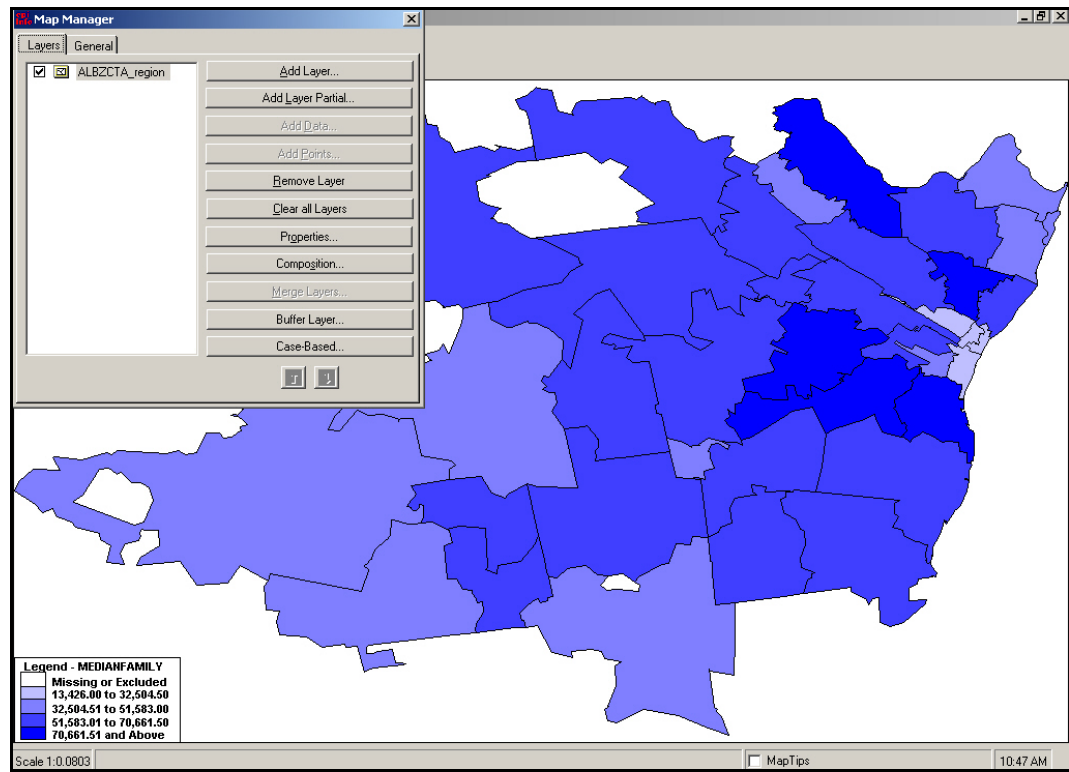 Map Manager
Layers General
ALBZCTA_region
Add Layer...
Add Layer Partial...
Add Data...
Add Points...
Remove Layer
Clear all Layers
Properties...
Composition...
Merge Layers...
Buffer Layer...
Case-Based...
Legend - MEDIANFAMILY
Missing or Excluded
13,426.00 to 32,504.50
32,504.51 to 51,583.00
51,583.01 to 70,661.50
70,661.51 and Above
Scale 1:0.0803
MapTips
10:47 AM